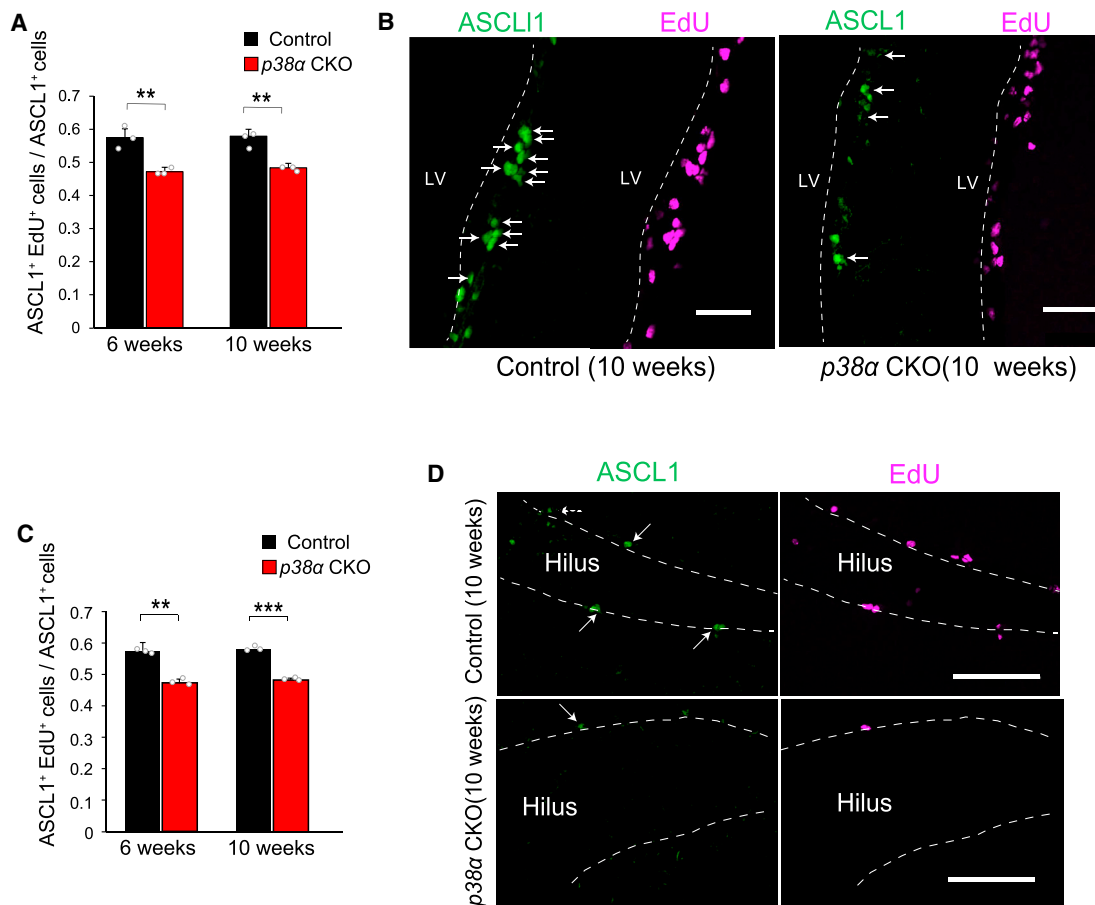 A
Control
p38α CKO
ASCL1⁺ EdU⁺ cells / ASCL1⁺ cells
0.7
0.6
0.5
0.4
0.3
0.2
0.1
0
**
**
6 weeks
10 weeks
B
ASCLI1
EdU
ASCL1
EdU
LV
LV
LV
LV
Control (10 weeks)
p38α CKO(10 weeks)
C
Control
p38α CKO
ASCL1⁺ EdU⁺ cells / ASCL1⁺ cells
0.7
0.6
0.5
0.4
0.3
0.2
0.1
0
**
***
6 weeks
10 weeks
D
ASCL1
EdU
Control (10 weeks)
Hilus
Hilus
p38α CKO(10 weeks)
Hilus
Hilus